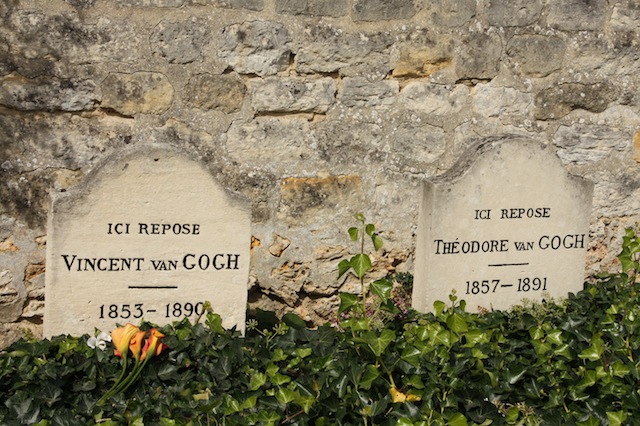 ICI REPOSE
VINCENT VAN GOGH
1853 - 1890
ICI REPOSE
THÉODORE VAN GOGH
1857 - 1891